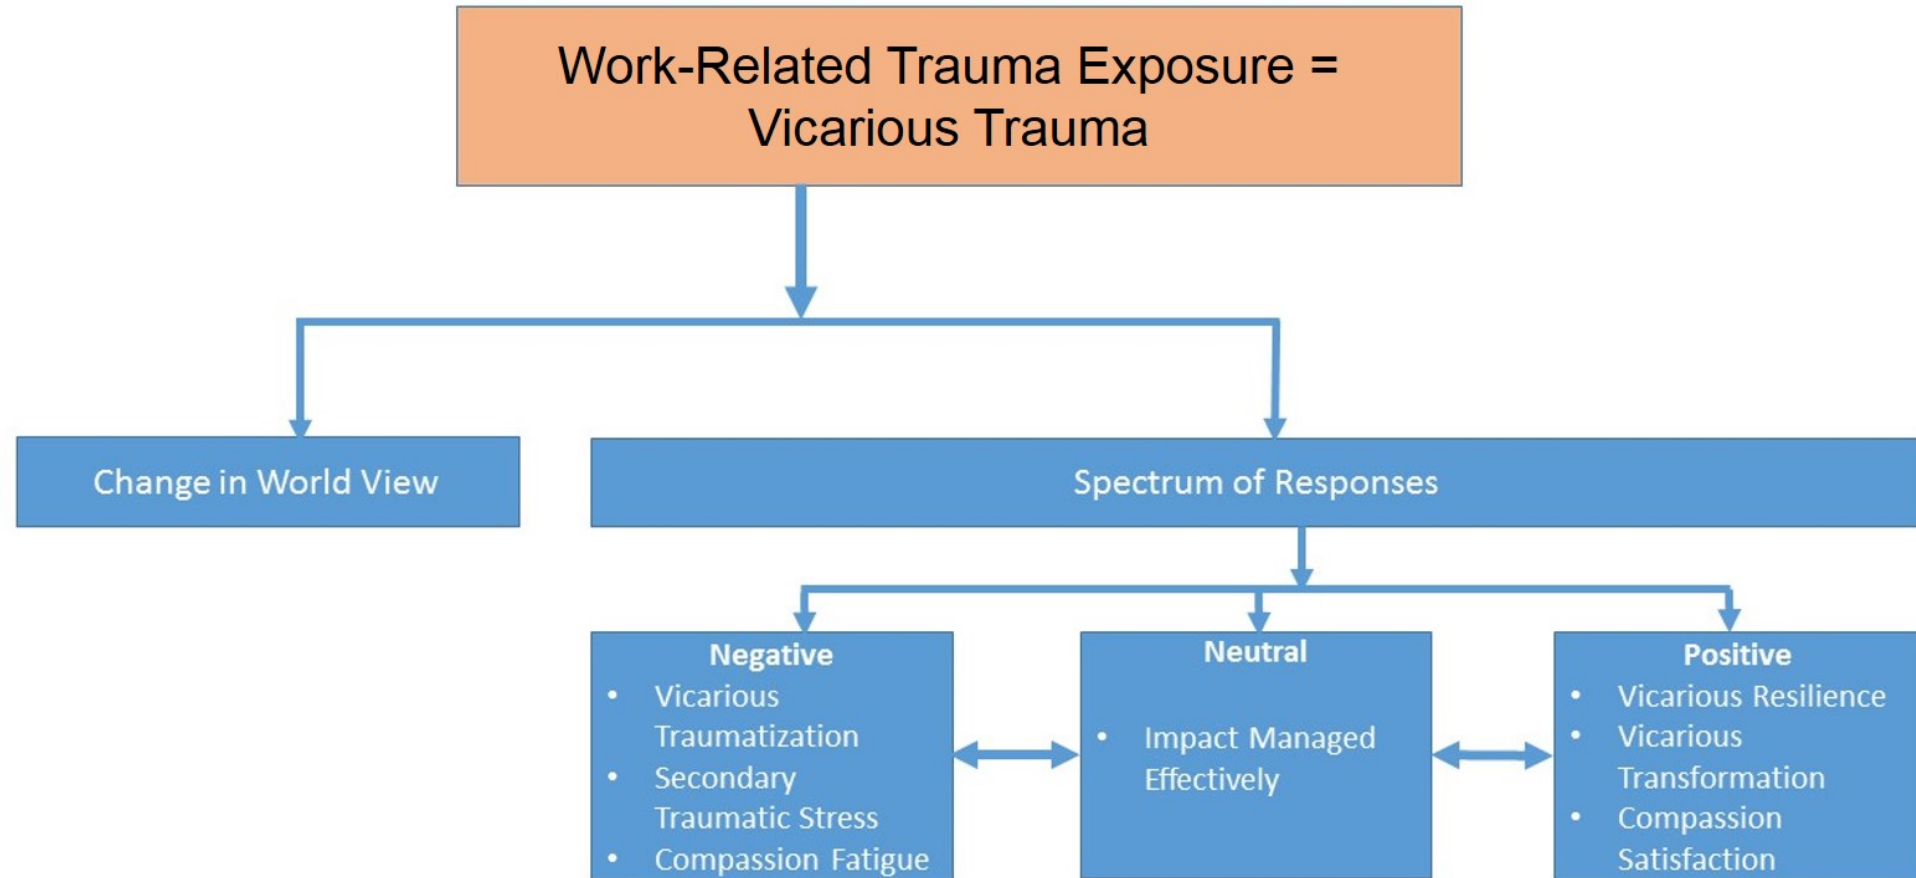 Work-Related Trauma Exposure =
Vicarious Trauma
Change in World View
Spectrum of Responses
Negative
• Vicarious
Traumatization
• Secondary
Traumatic Stress
• Compassion Fatigue
Neutral
• Impact Managed
Effectively
Positive
• Vicarious Resilience
• Vicarious
Transformation
• Compassion
Satisfaction